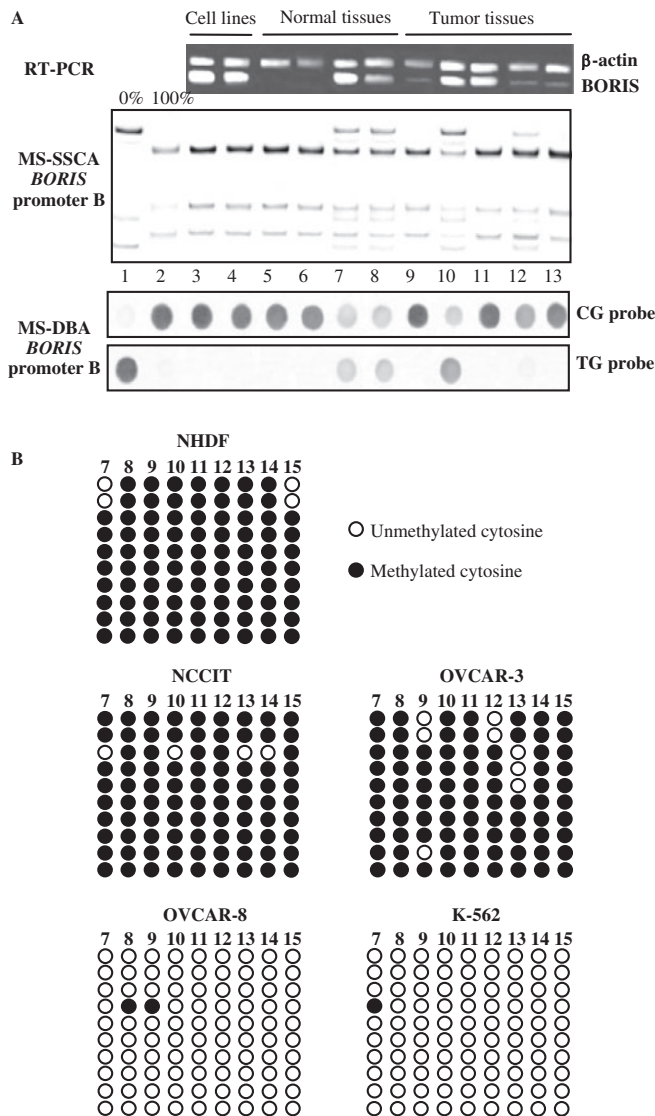 A
Cell lines Normal tissues Tumor tissues
RT-PCR
β-actin
BORIS
0% 100%
MS-SSCA
BORIS
promoter B
1 2 3 4 5 6 7 8 9 10 11 12 13
MS-DBA
BORIS
promoter B
CG probe
TG probe
B
NHDF
7 8 9 10 11 12 13 14 15
Unmethylated cytosine
Methylated cytosine
NCCIT
7 8 9 10 11 12 13 14 15
OVCAR-3
7 8 9 10 11 12 13 14 15
OVCAR-8
7 8 9 10 11 12 13 14 15
K-562
7 8 9 10 11 12 13 14 15